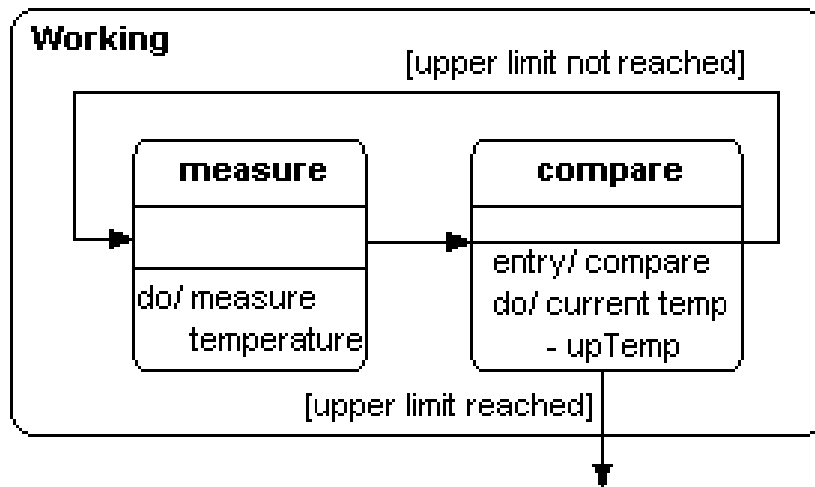 Working
[upper limit not reached]
measure
compare
do/ measure
temperature
entry/ compare
do/ current temp
- upTemp
[upper limit reached]